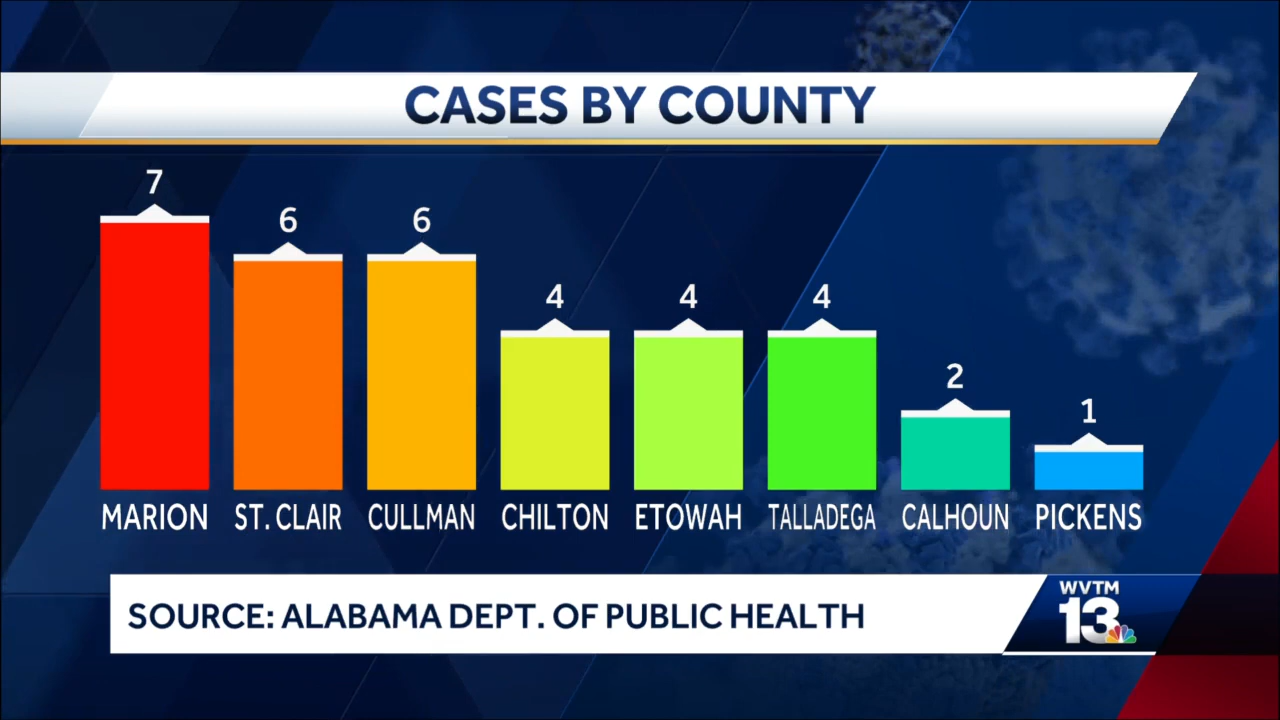 CASES BY COUNTY
7 6 6 4 4 4 2 1
MARION ST. CLAIR CULLMAN CHILTON ETOWAH TALLADEGA CALHOUN PICKENS
SOURCE: ALABAMA DEPT. OF PUBLIC HEALTH
WVTM
13